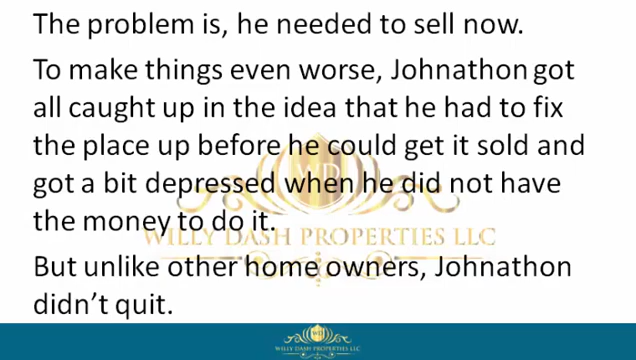 The problem is, he needed to sell now.
To make things even worse, Johnathon got
all caught up in the idea that he had to fix
the place up before he could get it sold and
got a bit depressed when he did not have
the money to do it.
WILLY DASH PROPERTIES LLC
But unlike other home owners, Johnathon
didn’t quit.
WILLY DASH PROPERTIES LLC